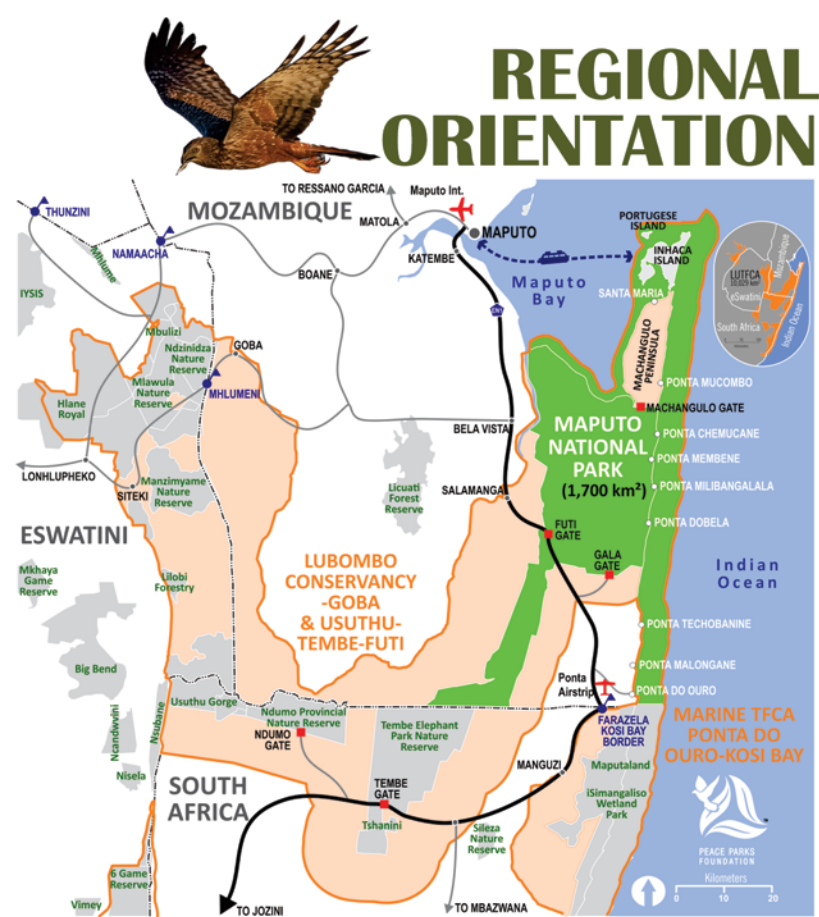 REGIONAL
ORIENTATION
TO RESSANO GARCIA
Maputo Int.
THUNZINI
MOZAMBIQUE
MATOLA
MAPUTO
PORTUGESE
ISLAND
NAMAACHA
Mhlume
KATEMBE
INHACA
ISLAND
BOANE
Maputo
Bay
LUTFCA
10,029 km²
Mozambique
eSwatini
South Africa
Indian Ocean
IYSIS
SANTA MARIA
EN1
Mbulizi
Ndzinidza
Nature
Reserve
GOBA
MACHANGULO
PENINSULA
Mlawula
Nature
Reserve
MHLUMENI
PONTA MUCOMBO
Hlane
Royal
MACHANGULO GATE
BELA VISTA
MAPUTO
NATIONAL
PARK
(1,700 km²)
PONTA CHEMUCANE
PONTA MEMBENE
LONHLUPHEKO
SITEKI
Manzimyame
Nature
Reserve
Licuati
Forest
Reserve
SALAMANGA
PONTA MILIBANGALALA
ESWATINI
FUTI
GATE
PONTA DOBELA
LUBOMBO
CONSERVANCY
-GOBA
& USUTHU-
TEMBE-FUTI
GALA
GATE
Indian
Ocean
Mkhaya
Game
Reserve
Lilobi
Forestry
PONTA TECHOBANINE
Big Bend
PONTA MALONGANE
Ponta
Airstrip
PONTA DO OURO
Usuthu Gorge
Ndumo Provincial
Nature Reserve
NDUMO
GATE
Tembe Elephant
Park Nature
Reserve
FARAZELA
KOSI BAY
BORDER
MARINE TFCA
PONTA DO
OURO-KOSI BAY
Ncandwvini
Nsubane
Nisela
SOUTH
AFRICA
MANGUZI
Maputaland
TEMBE
GATE
iSimangaliso
Wetland
Park
Tshanini
Sileza
Nature
Reserve
PEACE PARKS
FOUNDATION
6 Game
Reserve
Kilometers
0 10 20
Vimey
TO JOZINI
TO MBAZWANA